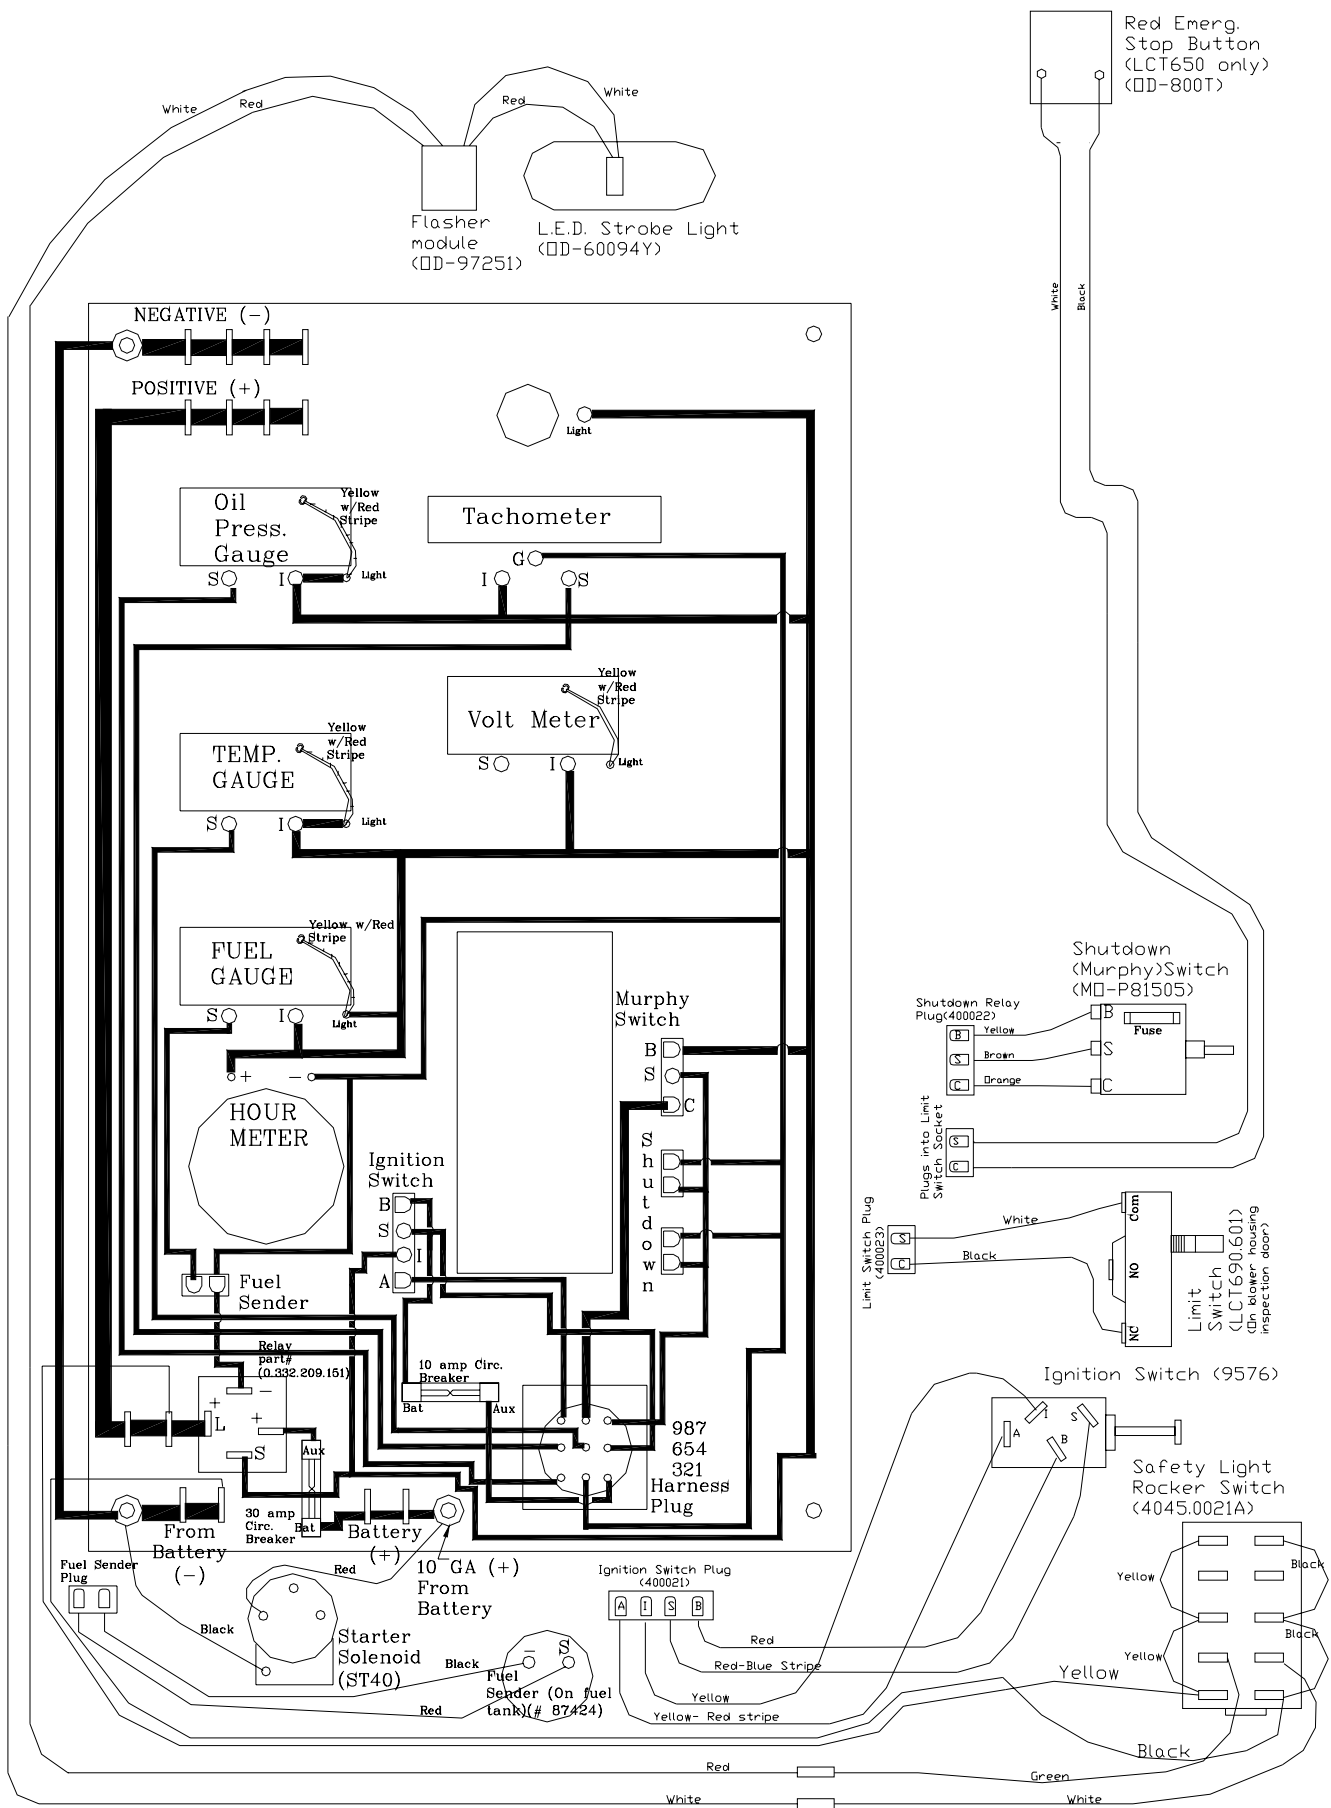 Red Emerg.
Stop Button
(LCT650 only)
(OD-800T)
White
Red
Red
White
Flasher
module
(OD-97251)
L.E.D. Strobe Light
(OD-60094Y)
White
Black
NEGATIVE (-)
POSITIVE (+)
Light
Oil
Press.
Gauge
Yellow
w/Red
Stripe
S
I
Light
Tachometer
G
I
S
Yellow
w/Red
Stripe
Volt Meter
S
I
Light
Yellow
w/Red
Stripe
TEMP.
GAUGE
S
I
Light
Yellow w/Red
Stripe
FUEL
GAUGE
S
I
Light
+
-
HOUR
METER
Murphy
Switch
B
S
C
Shutdown
Ignition
Switch
B
S
I
A
Fuel
Sender
Relay
part#
(0.332.209.151)
-
+
+
L
S
10 amp Circ.
Breaker
Bat
Aux
987
654
321
Harness
Plug
Aux
Bat
30 amp
Circ.
Breaker
From
Battery
(-)
Battery
(+)
10 GA (+)
From
Battery
Shutdown
(Murphy)Switch
(MO-P81505)
Shutdown Relay
Plug(400022)
B
S
C
Yellow
Brown
Orange
B
S
C
Fuse
Plugs into Limit
Switch Socket
S
C
Limit Switch Plug
(400023)
S
C
White
Black
Com
NO
NC
Limit
Switch
(LCT690.601)
(On blower housing
inspection door)
Ignition Switch (9576)
I
S
A
B
Safety Light
Rocker Switch
(4045.0021A)
Yellow
Black
Yellow
Black
Fuel Sender
Plug
Red
Black
Starter
Solenoid
(ST40)
Black
Red
-
S
Fuel
Sender (On fuel
tank)(# 87424)
Ignition Switch Plug
(400021)
A
I
S
B
Red
Red-Blue Stripe
Yellow
Yellow- Red stripe
Yellow
Black
Red
Green
White
White